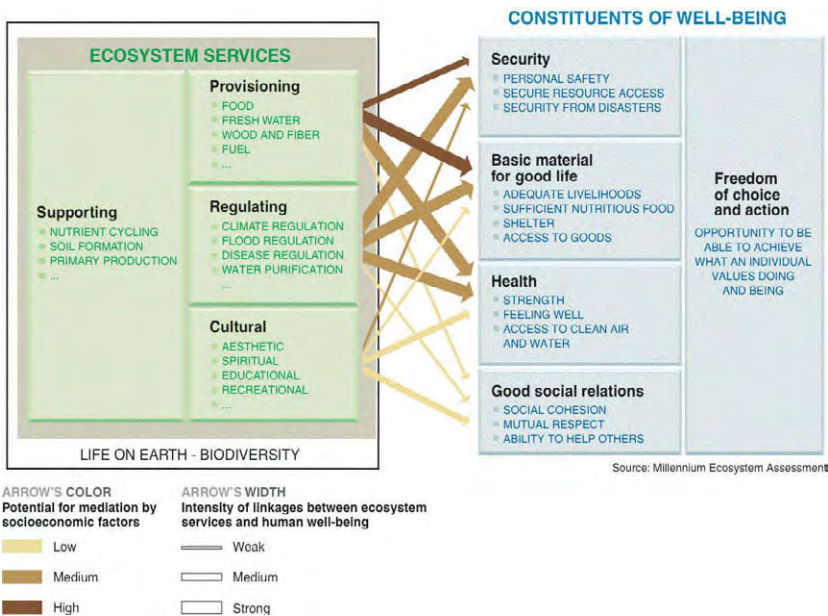 CONSTITUENTS OF WELL-BEING
ECOSYSTEM SERVICES
Supporting
NUTRIENT CYCLING
SOIL FORMATION
PRIMARY PRODUCTION
...
Provisioning
FOOD
FRESH WATER
WOOD AND FIBER
FUEL
...
Regulating
CLIMATE REGULATION
FLOOD REGULATION
DISEASE REGULATION
WATER PURIFICATION
...
Cultural
AESTHETIC
SPIRITUAL
EDUCATIONAL
RECREATIONAL
...
LIFE ON EARTH - BIODIVERSITY
Security
PERSONAL SAFETY
SECURE RESOURCE ACCESS
SECURITY FROM DISASTERS
Basic material
for good life
ADEQUATE LIVELIHOODS
SUFFICIENT NUTRITIOUS FOOD
SHELTER
ACCESS TO GOODS
Health
STRENGTH
FEELING WELL
ACCESS TO CLEAN AIR
AND WATER
Good social relations
SOCIAL COHESION
MUTUAL RESPECT
ABILITY TO HELP OTHERS
Freedom
of choice
and action
OPPORTUNITY TO BE
ABLE TO ACHIEVE
WHAT AN INDIVIDUAL
VALUES DOING
AND BEING
Source: Millennium Ecosystem Assessment
ARROW'S COLOR
Potential for mediation by
socioeconomic factors
Low
Medium
High
ARROW'S WIDTH
Intensity of linkages between ecosystem
services and human well-being
Weak
Medium
Strong